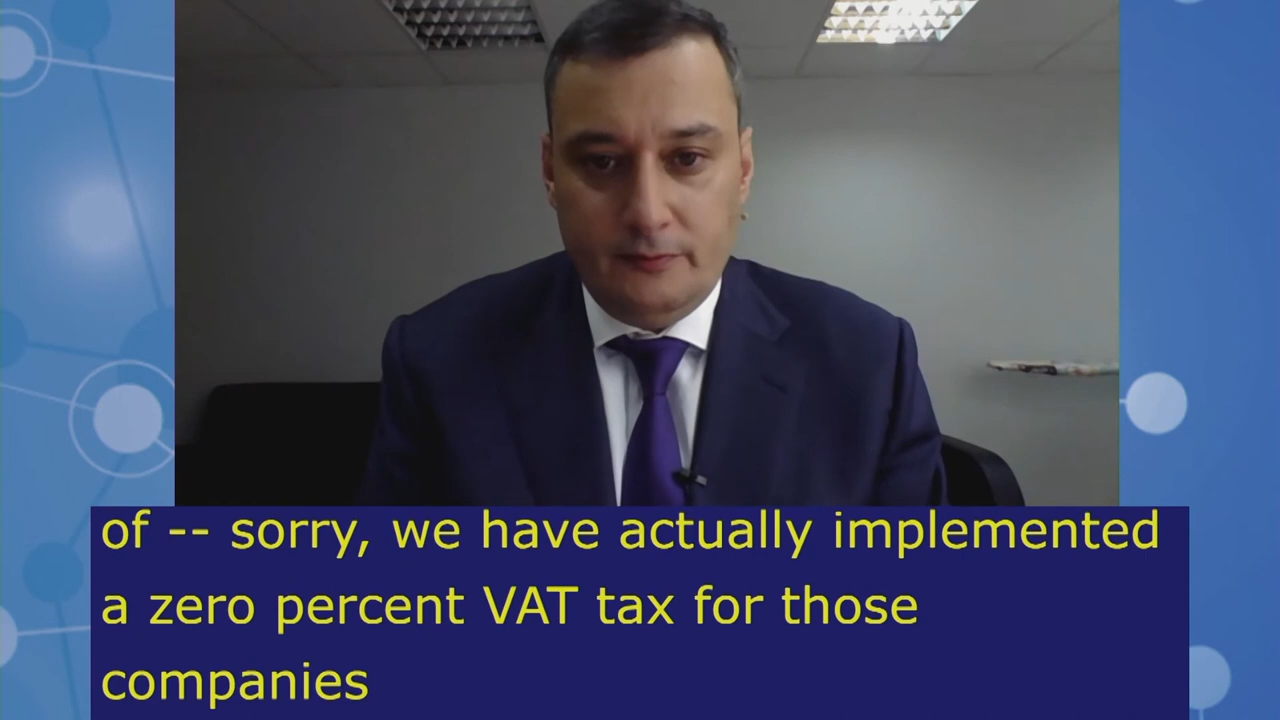 of -- sorry, we have actually implemented
a zero percent VAT tax for those
companies